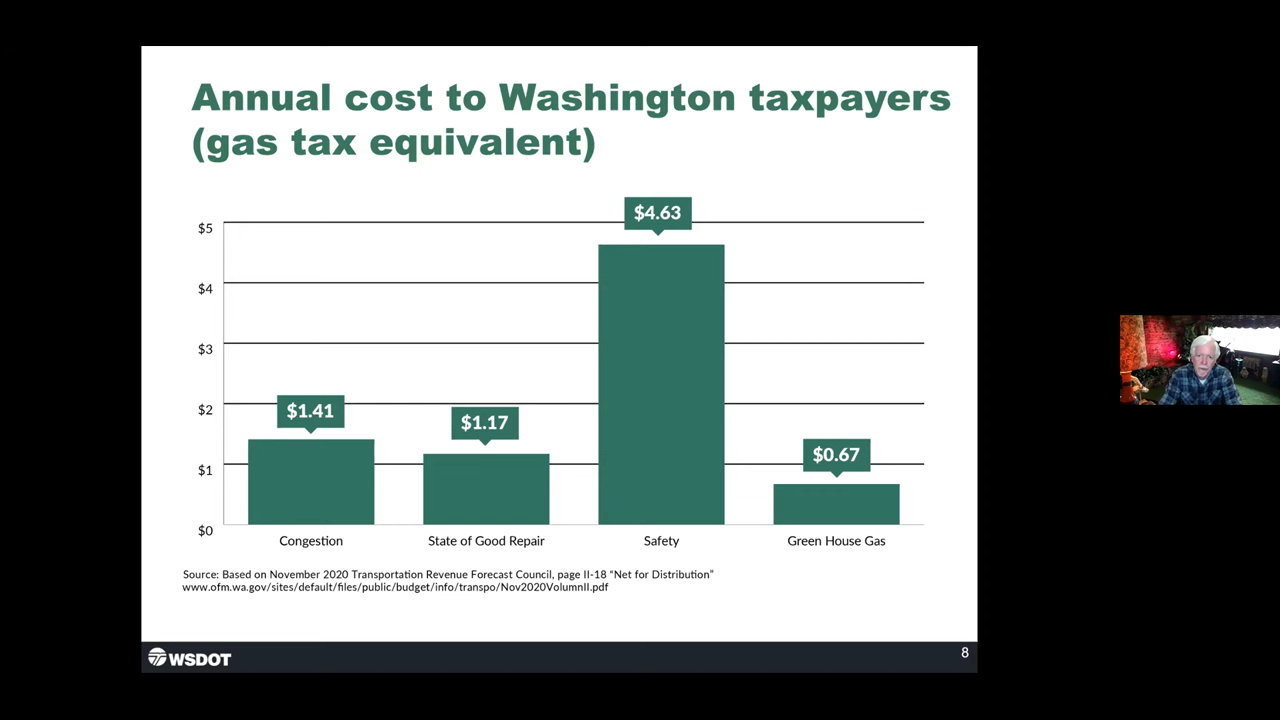 Annual cost to Washington taxpayers
(gas tax equivalent)
$5
$4
$3
$2
$1
$0
$1.41
$1.17
$4.63
$0.67
Congestion
State of Good Repair
Safety
Green House Gas
Source: Based on November 2020 Transportation Revenue Forecast Council, page II-18 “Net for Distribution”
www.ofm.wa.gov/sites/default/files/public/budget/info/transpo/Nov2020VolumnII.pdf
WSDOT
8